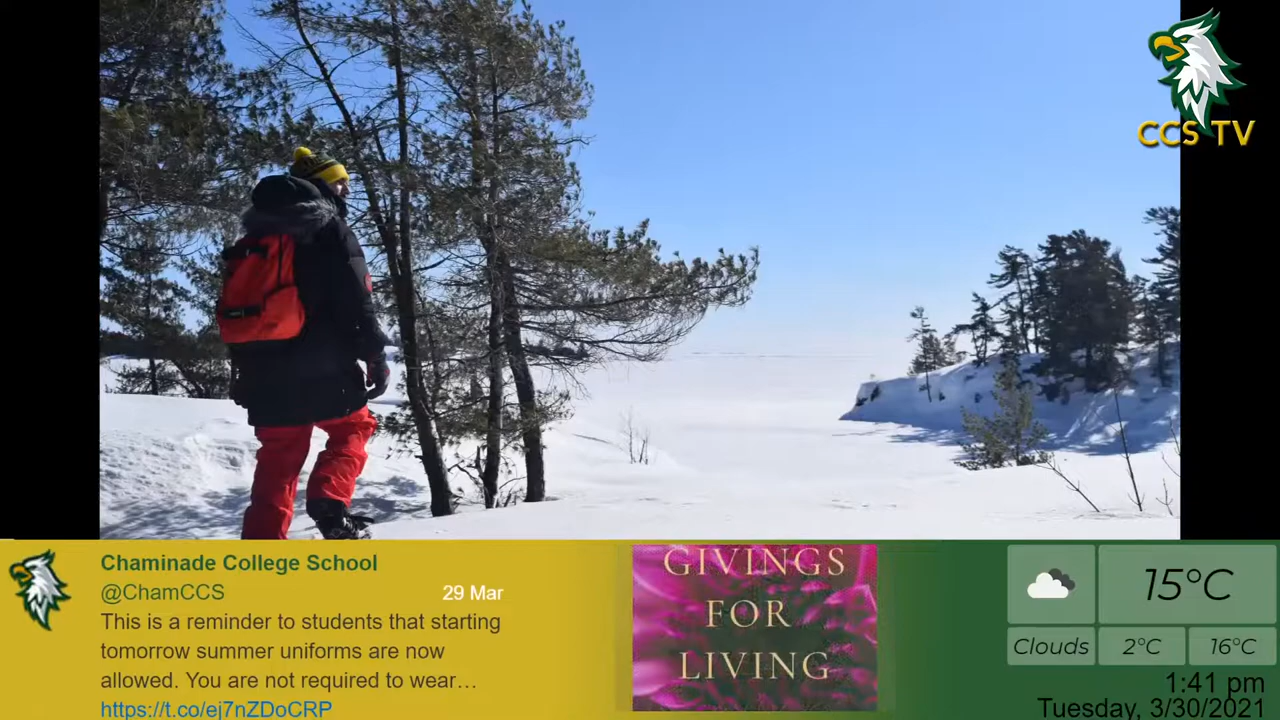 CCS TV
Chaminade College School
@ChamCCS
29 Mar
This is a reminder to students that starting
tomorrow summer uniforms are now
allowed. You are not required to wear…
https://t.co/ej7nZDoCRP
GIVINGS
FOR
LIVING
15°C
Clouds
2°C
16°C
1:41 pm
Tuesday, 3/30/2021